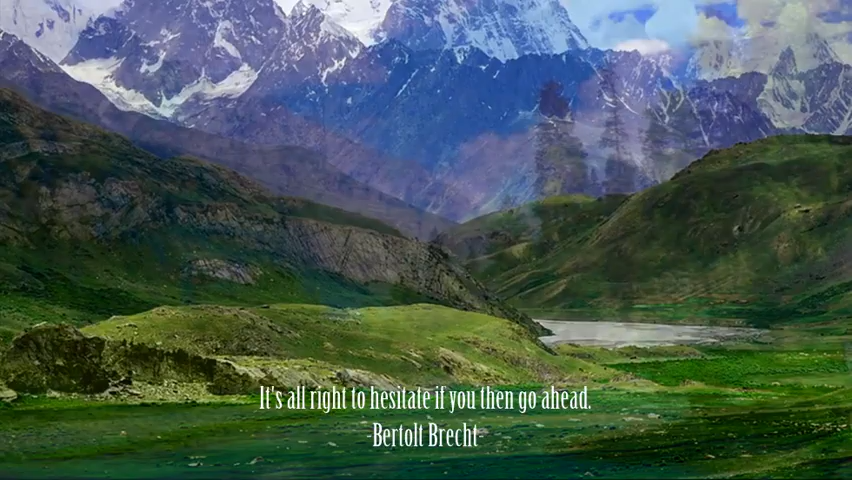 It's all right to hesitate if you then go ahead.
Bertolt Brecht